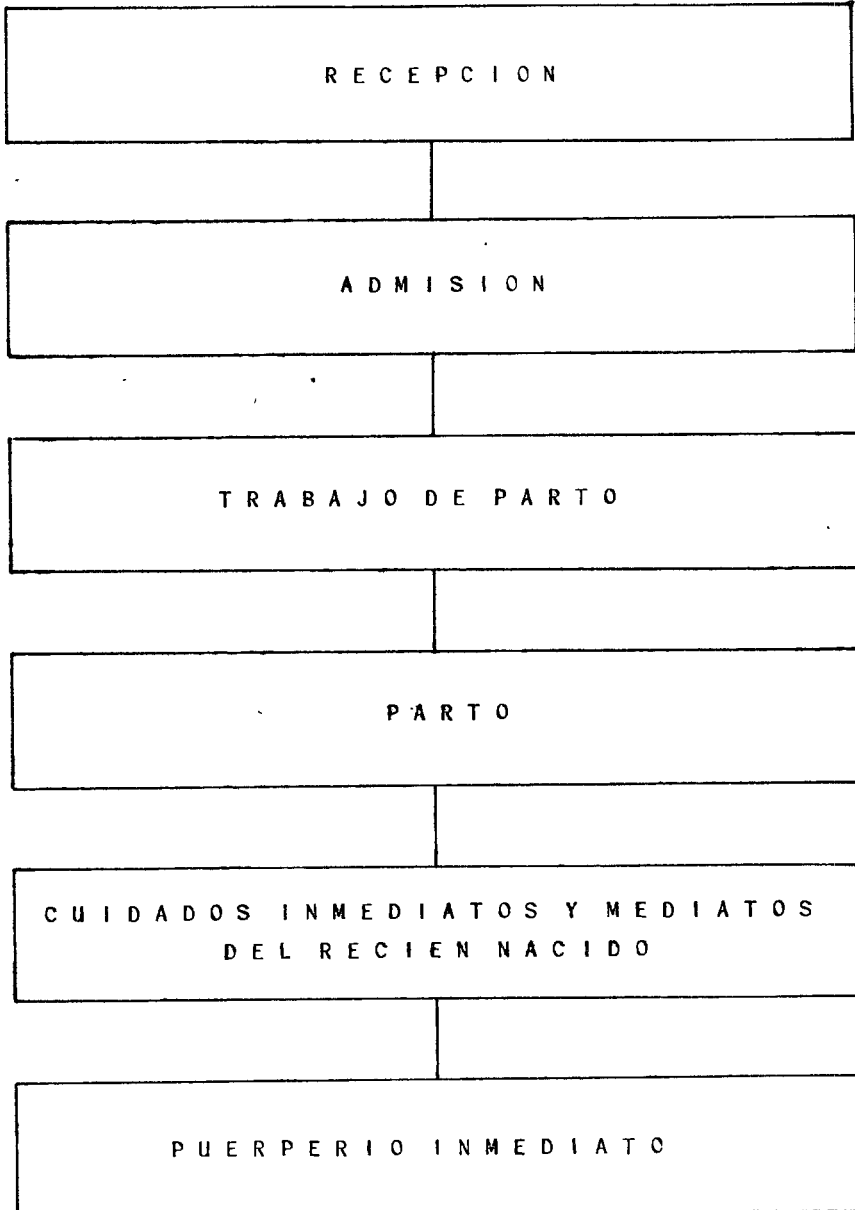 RECEPCION
ADMISION
TRABAJO DE PARTO
PARTO
CUIDADOS INMEDIATOS Y MEDIATOS
DEL RECIEN NACIDO
PUERPERIO INMEDIATO